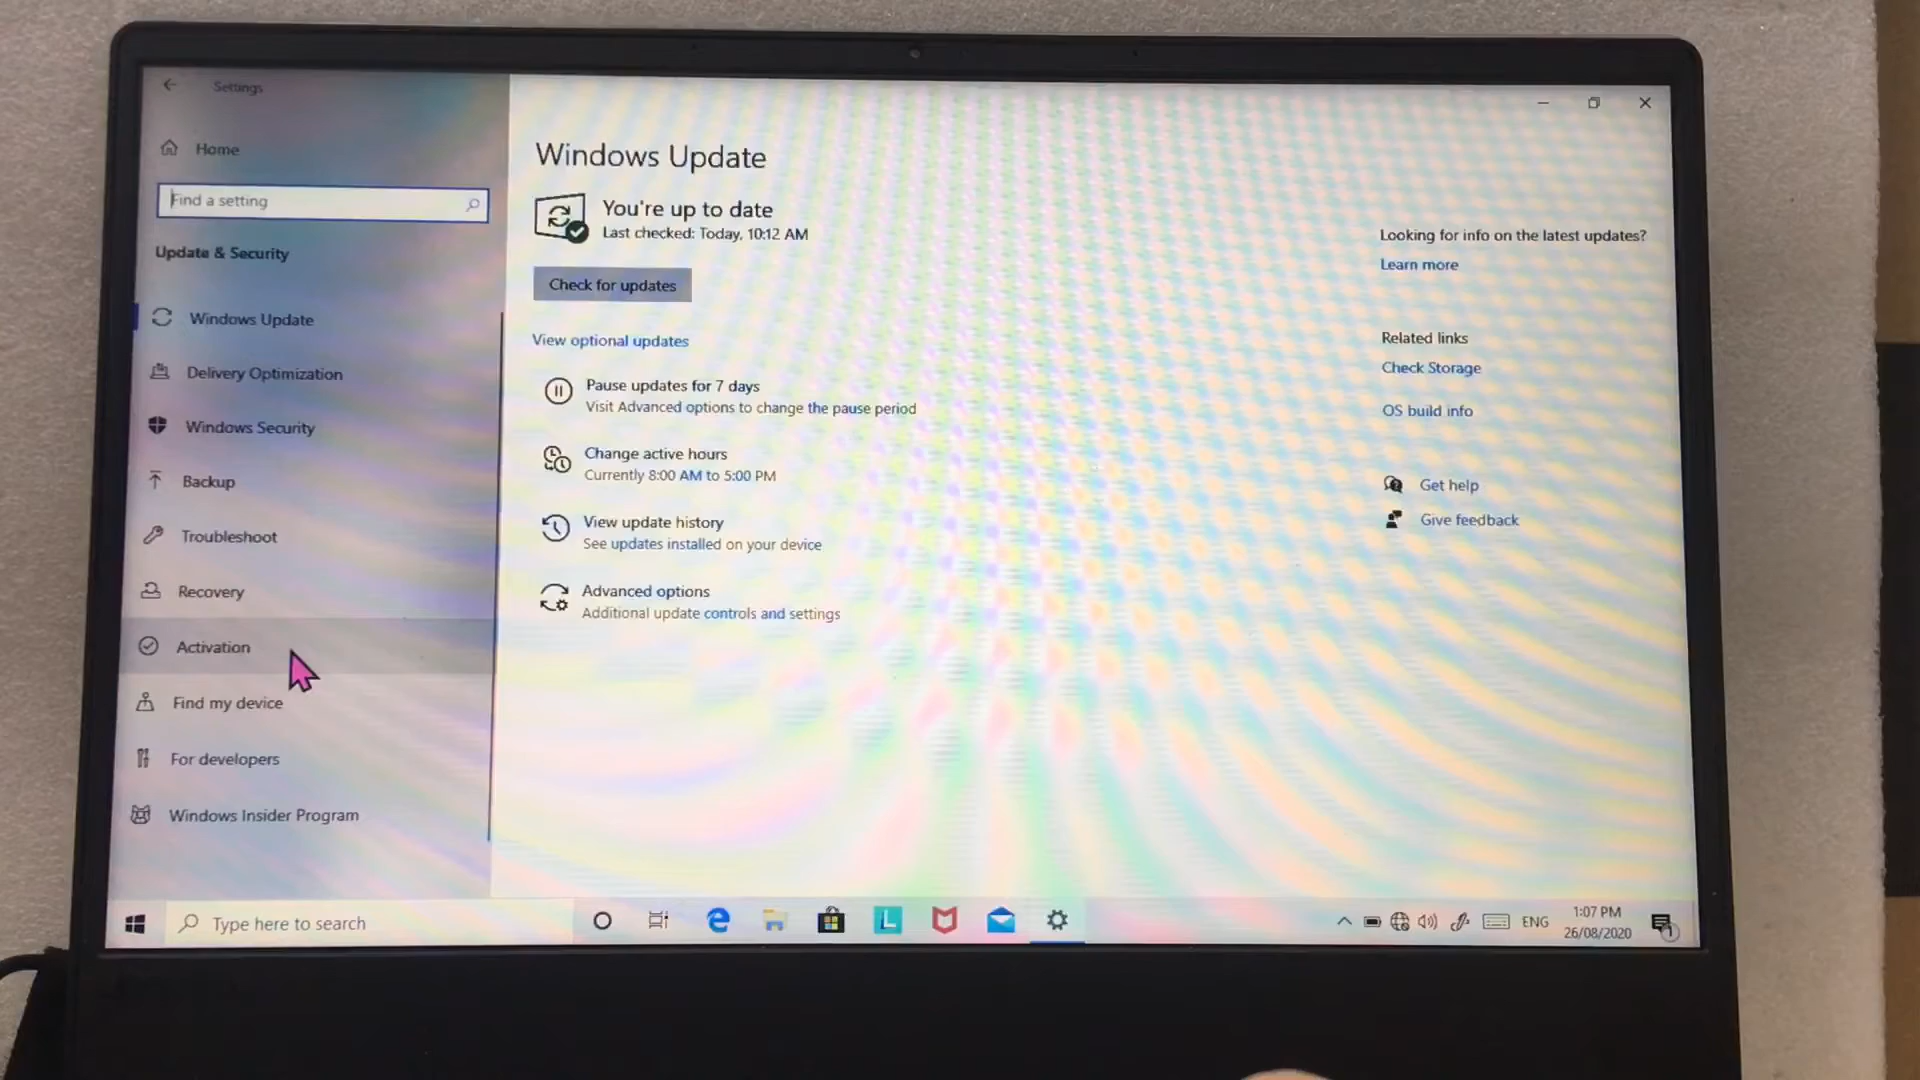 Settings
Home
Find a setting
Update & Security
Windows Update
Delivery Optimization
Windows Security
Backup
Troubleshoot
Recovery
Activation
Find my device
For developers
Windows Insider Program
Windows Update
You're up to date
Last checked: Today, 10:12 AM
Check for updates
View optional updates
Pause updates for 7 days
Visit Advanced options to change the pause period
Change active hours
Currently 8:00 AM to 5:00 PM
View update history
See updates installed on your device
Advanced options
Additional update controls and settings
Looking for info on the latest updates?
Learn more
Related links
Check Storage
OS build info
Get help
Give feedback
Type here to search
L
ENG
1:07 PM
26/08/2020
1